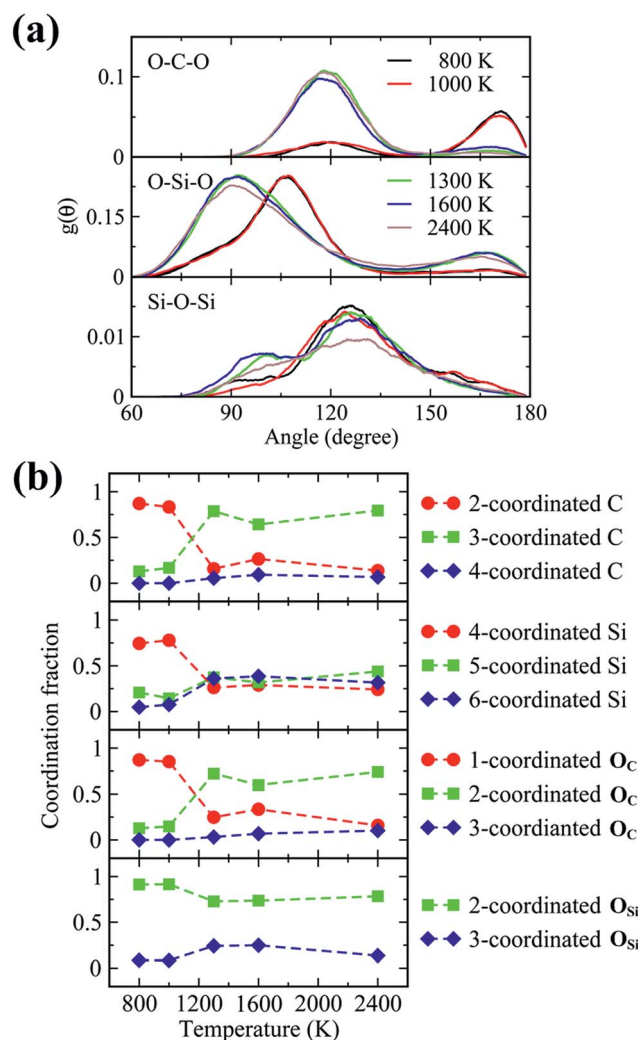 (a)
O-C-O
800 K
1000 K
0.1
0
O-Si-O
1300 K
1600 K
2400 K
0.15
0
g(θ)
Si-O-Si
0.01
0
60 90 120 150 180
Angle (degree)
(b)
1
0.5
0
2-coordinated C
3-coordinated C
4-coordinated C
1
0.5
0
4-coordinated Si
5-coordinated Si
6-coordinated Si
Coordination fraction
1
0.5
0
1-coordinated OC
2-coordinated OC
3-coordianted OC
1
0.5
0
2-coordinated OSi
3-coordinated OSi
800 1200 1600 2000 2400
Temperature (K)